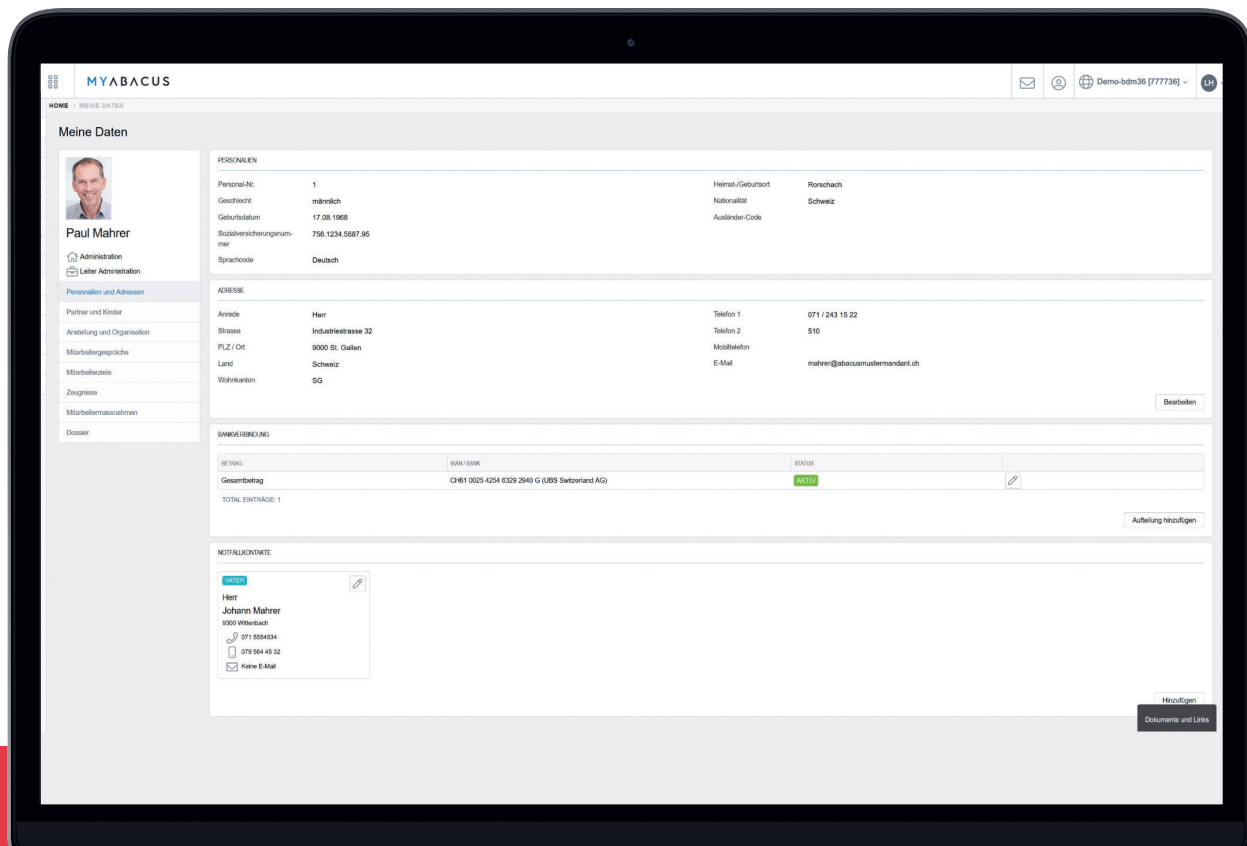 MYABACUS
Demo-bdm36 [777736]
LH
HOME › MEINE DATEN
Meine Daten
Paul Mahrer
Administration
Leiter Administration
Personalien und Adressen
Partner und Kinder
Anstellung und Organisation
Mitarbeitergespräche
Mitarbeiterziele
Zeugnisse
Mitarbeitermassnahmen
Dossier
PERSONALIEN
Personal-Nr. 1
Geschlecht männlich
Geburtsdatum 17.08.1968
Sozialversicherungsnum-
mer 756.1234.5687.95
Sprachcode Deutsch
Heimat-/Geburtsort Rorschach
Nationalität Schweiz
Ausländer-Code
ADRESSE
Anrede Herr
Strasse Industriestrasse 32
PLZ / Ort 9000 St. Gallen
Land Schweiz
Wohnkanton SG
Telefon 1 071 / 243 15 22
Telefon 2 510
Mobiltelefon
E-Mail mahrer@abacusmustermandant.ch
Bearbeiten
BANKVERBINDUNG
BETRAG IBAN / BANK STATUS
Gesamtbetrag CH61 0025 4254 6329 2940 G (UBS Switzerland AG) AKTIV
TOTAL EINTRÄGE: 1
Aufteilung hinzufügen
NOTFALLKONTAKTE
VATER
Herr
Johann Mahrer
9300 Wittenbach
071 5554534
079 564 45 32
Keine E-Mail
Hinzufügen
Dokumente und Links